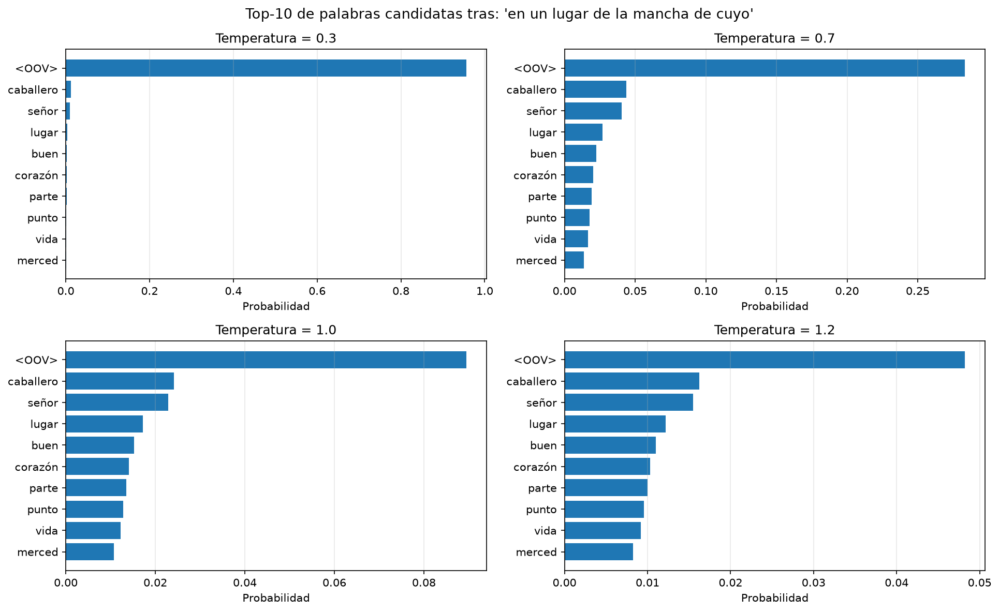 Top-10 de palabras candidatas tras: 'en un lugar de la mancha de cuyo'
Temperatura = 0.3
<OOV>
caballero
señor
lugar
buen
corazón
parte
punto
vida
merced
0.0 0.2 0.4 0.6 0.8 1.0
Probabilidad
Temperatura = 0.7
<OOV>
caballero
señor
lugar
buen
corazón
parte
punto
vida
merced
0.00 0.05 0.10 0.15 0.20 0.25
Probabilidad
Temperatura = 1.0
<OOV>
caballero
señor
lugar
buen
corazón
parte
punto
vida
merced
0.00 0.02 0.04 0.06 0.08
Probabilidad
Temperatura = 1.2
<OOV>
caballero
señor
lugar
buen
corazón
parte
punto
vida
merced
0.00 0.01 0.02 0.03 0.04 0.05
Probabilidad